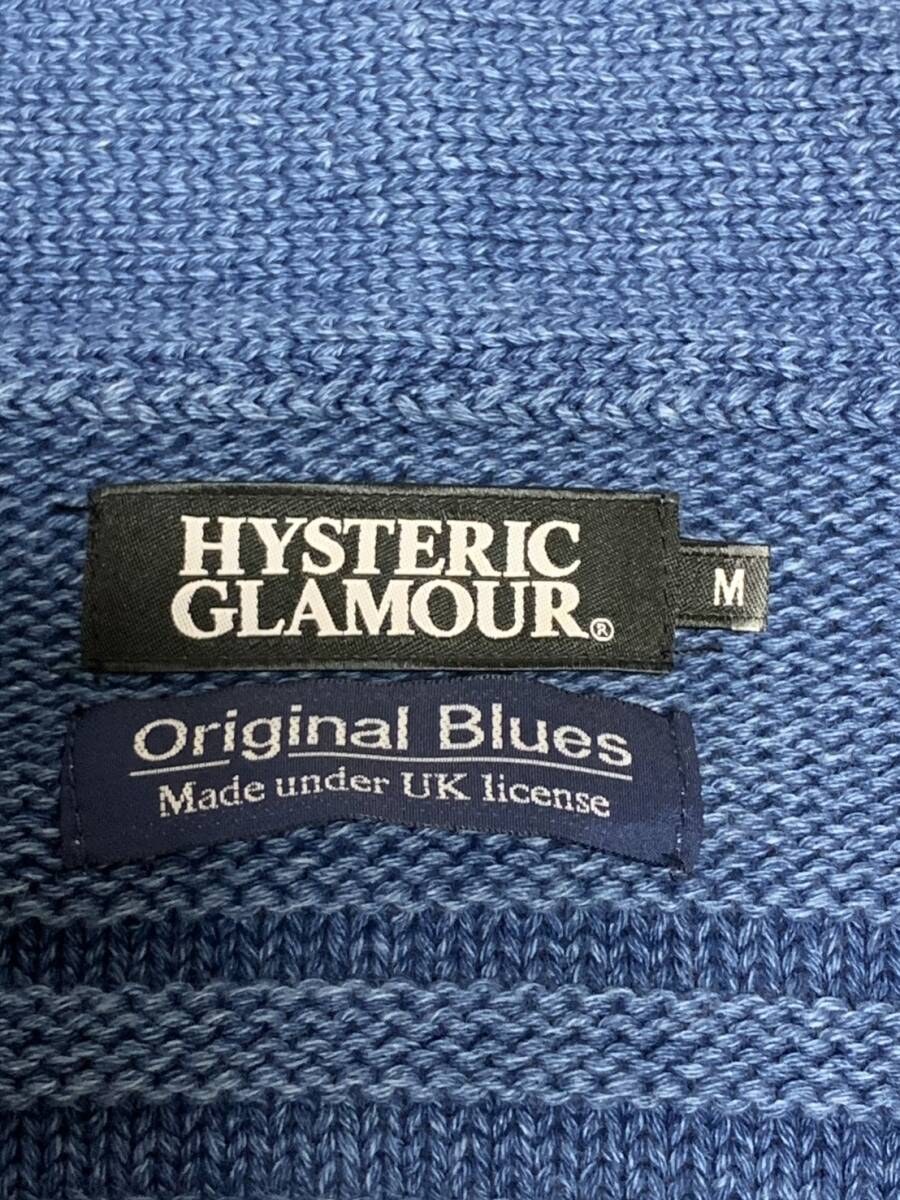 HYSTERIC
GLAMOUR®
M
Original Blues
Made under UK license